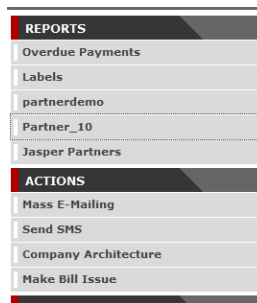 REPORTS
Overdue Payments
Labels
partnerdemo
Partner_10
Jasper Partners
ACTIONS
Mass E-Mailing
Send SMS
Company Architecture
Make Bill Issue